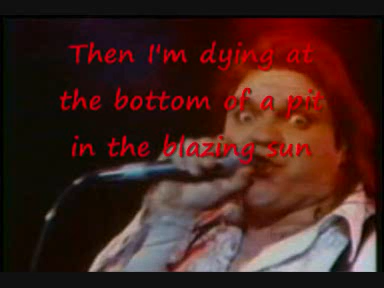 Then I'm dying at
the bottom of a pit
in the blazing sun